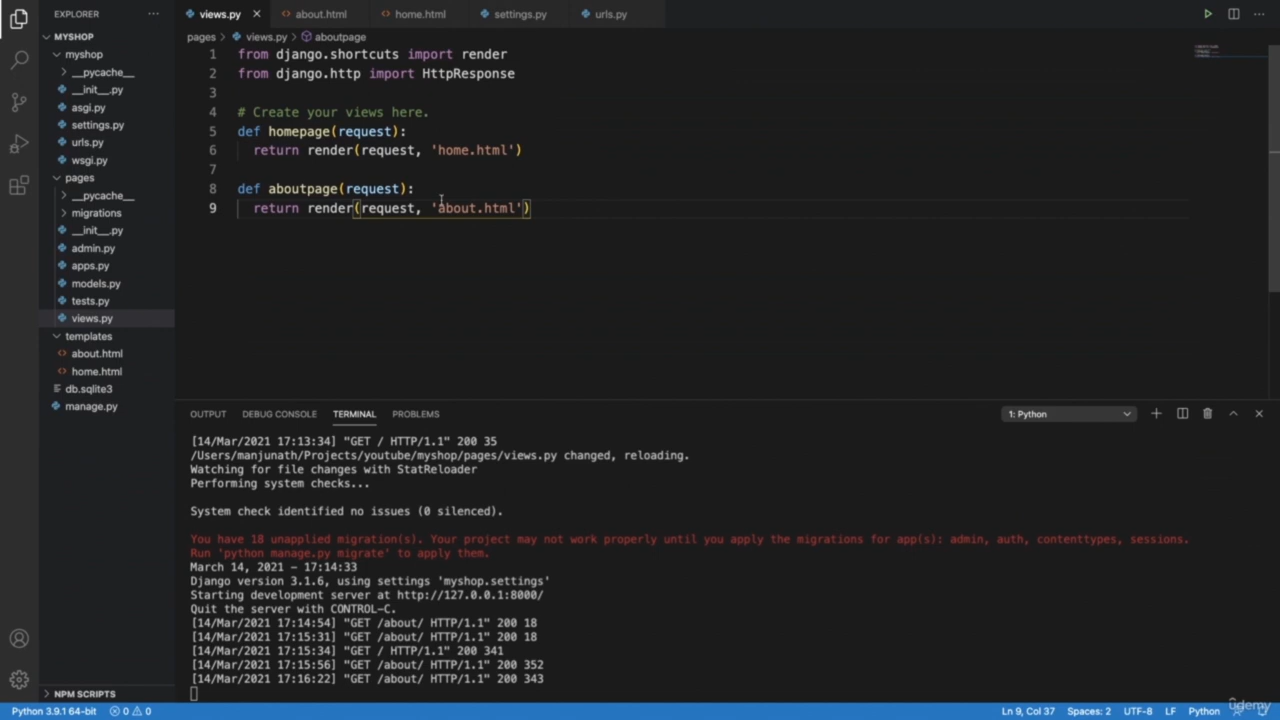 EXPLORER
MYSHOP
myshop
__pycache__
__init__.py
asgi.py
settings.py
urls.py
wsgi.py
pages
__pycache__
migrations
__init__.py
admin.py
apps.py
models.py
tests.py
views.py
templates
about.html
home.html
db.sqlite3
manage.py
NPM SCRIPTS
views.py about.html home.html settings.py urls.py
pages views.py aboutpage
1 from django.shortcuts import render
2 from django.http import HttpResponse
3
4 # Create your views here.
5 def homepage(request):
6 return render(request, 'home.html')
7
8 def aboutpage(request):
9 return render(request, 'about.html')
OUTPUT DEBUG CONSOLE TERMINAL PROBLEMS 1: Python
[14/Mar/2021 17:13:34] "GET / HTTP/1.1" 200 35
/Users/manjunath/Projects/youtube/myshop/pages/views.py changed, reloading.
Watching for file changes with StatReloader
Performing system checks...
System check identified no issues (0 silenced).
You have 18 unapplied migration(s). Your project may not work properly until you apply the migrations for app(s): admin, auth, contenttypes, sessions.
Run 'python manage.py migrate' to apply them.
March 14, 2021 - 17:14:33
Django version 3.1.6, using settings 'myshop.settings'
Starting development server at http://127.0.0.1:8000/
Quit the server with CONTROL-C.
[14/Mar/2021 17:14:54] "GET /about/ HTTP/1.1" 200 18
[14/Mar/2021 17:15:31] "GET /about/ HTTP/1.1" 200 18
[14/Mar/2021 17:15:34] "GET / HTTP/1.1" 200 341
[14/Mar/2021 17:15:56] "GET /about/ HTTP/1.1" 200 352
[14/Mar/2021 17:16:22] "GET /about/ HTTP/1.1" 200 343
Python 3.9.1 64-bit 0 0 Ln 9, Col 37 Spaces: 2 UTF-8 LF Python
udemy